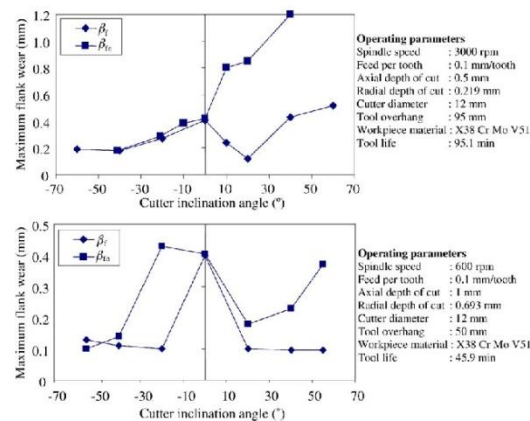 1.2
1.0
0.8
0.6
0.4
0.2
0
Maximum flank wear (mm)
βf
βfn
-70 -50 -30 -10 10 30 50 70
Cutter inclination angle (°)
Operating parameters
Spindle speed : 3000 rpm
Feed per tooth : 0.1 mm/tooth
Axial depth of cut : 0.5 mm
Radial depth of cut : 0.219 mm
Cutter diameter : 12 mm
Tool overhang : 95 mm
Workpiece material : X38 Cr Mo V51
Tool life : 95.1 min
0.5
0.4
0.3
0.2
0.1
0
Maximum flank wear (mm)
βf
βfn
-70 -50 -30 -10 10 30 50 70
Cutter inclination angle (°)
Operating parameters
Spindle speed : 600 rpm
Feed per tooth : 0.1 mm/tooth
Axial depth of cut : 1 mm
Radial depth of cut : 0.693 mm
Cutter diameter : 12 mm
Tool overhang : 50 mm
Workpiece material : X38 Cr Mo V51
Tool life : 45.9 min